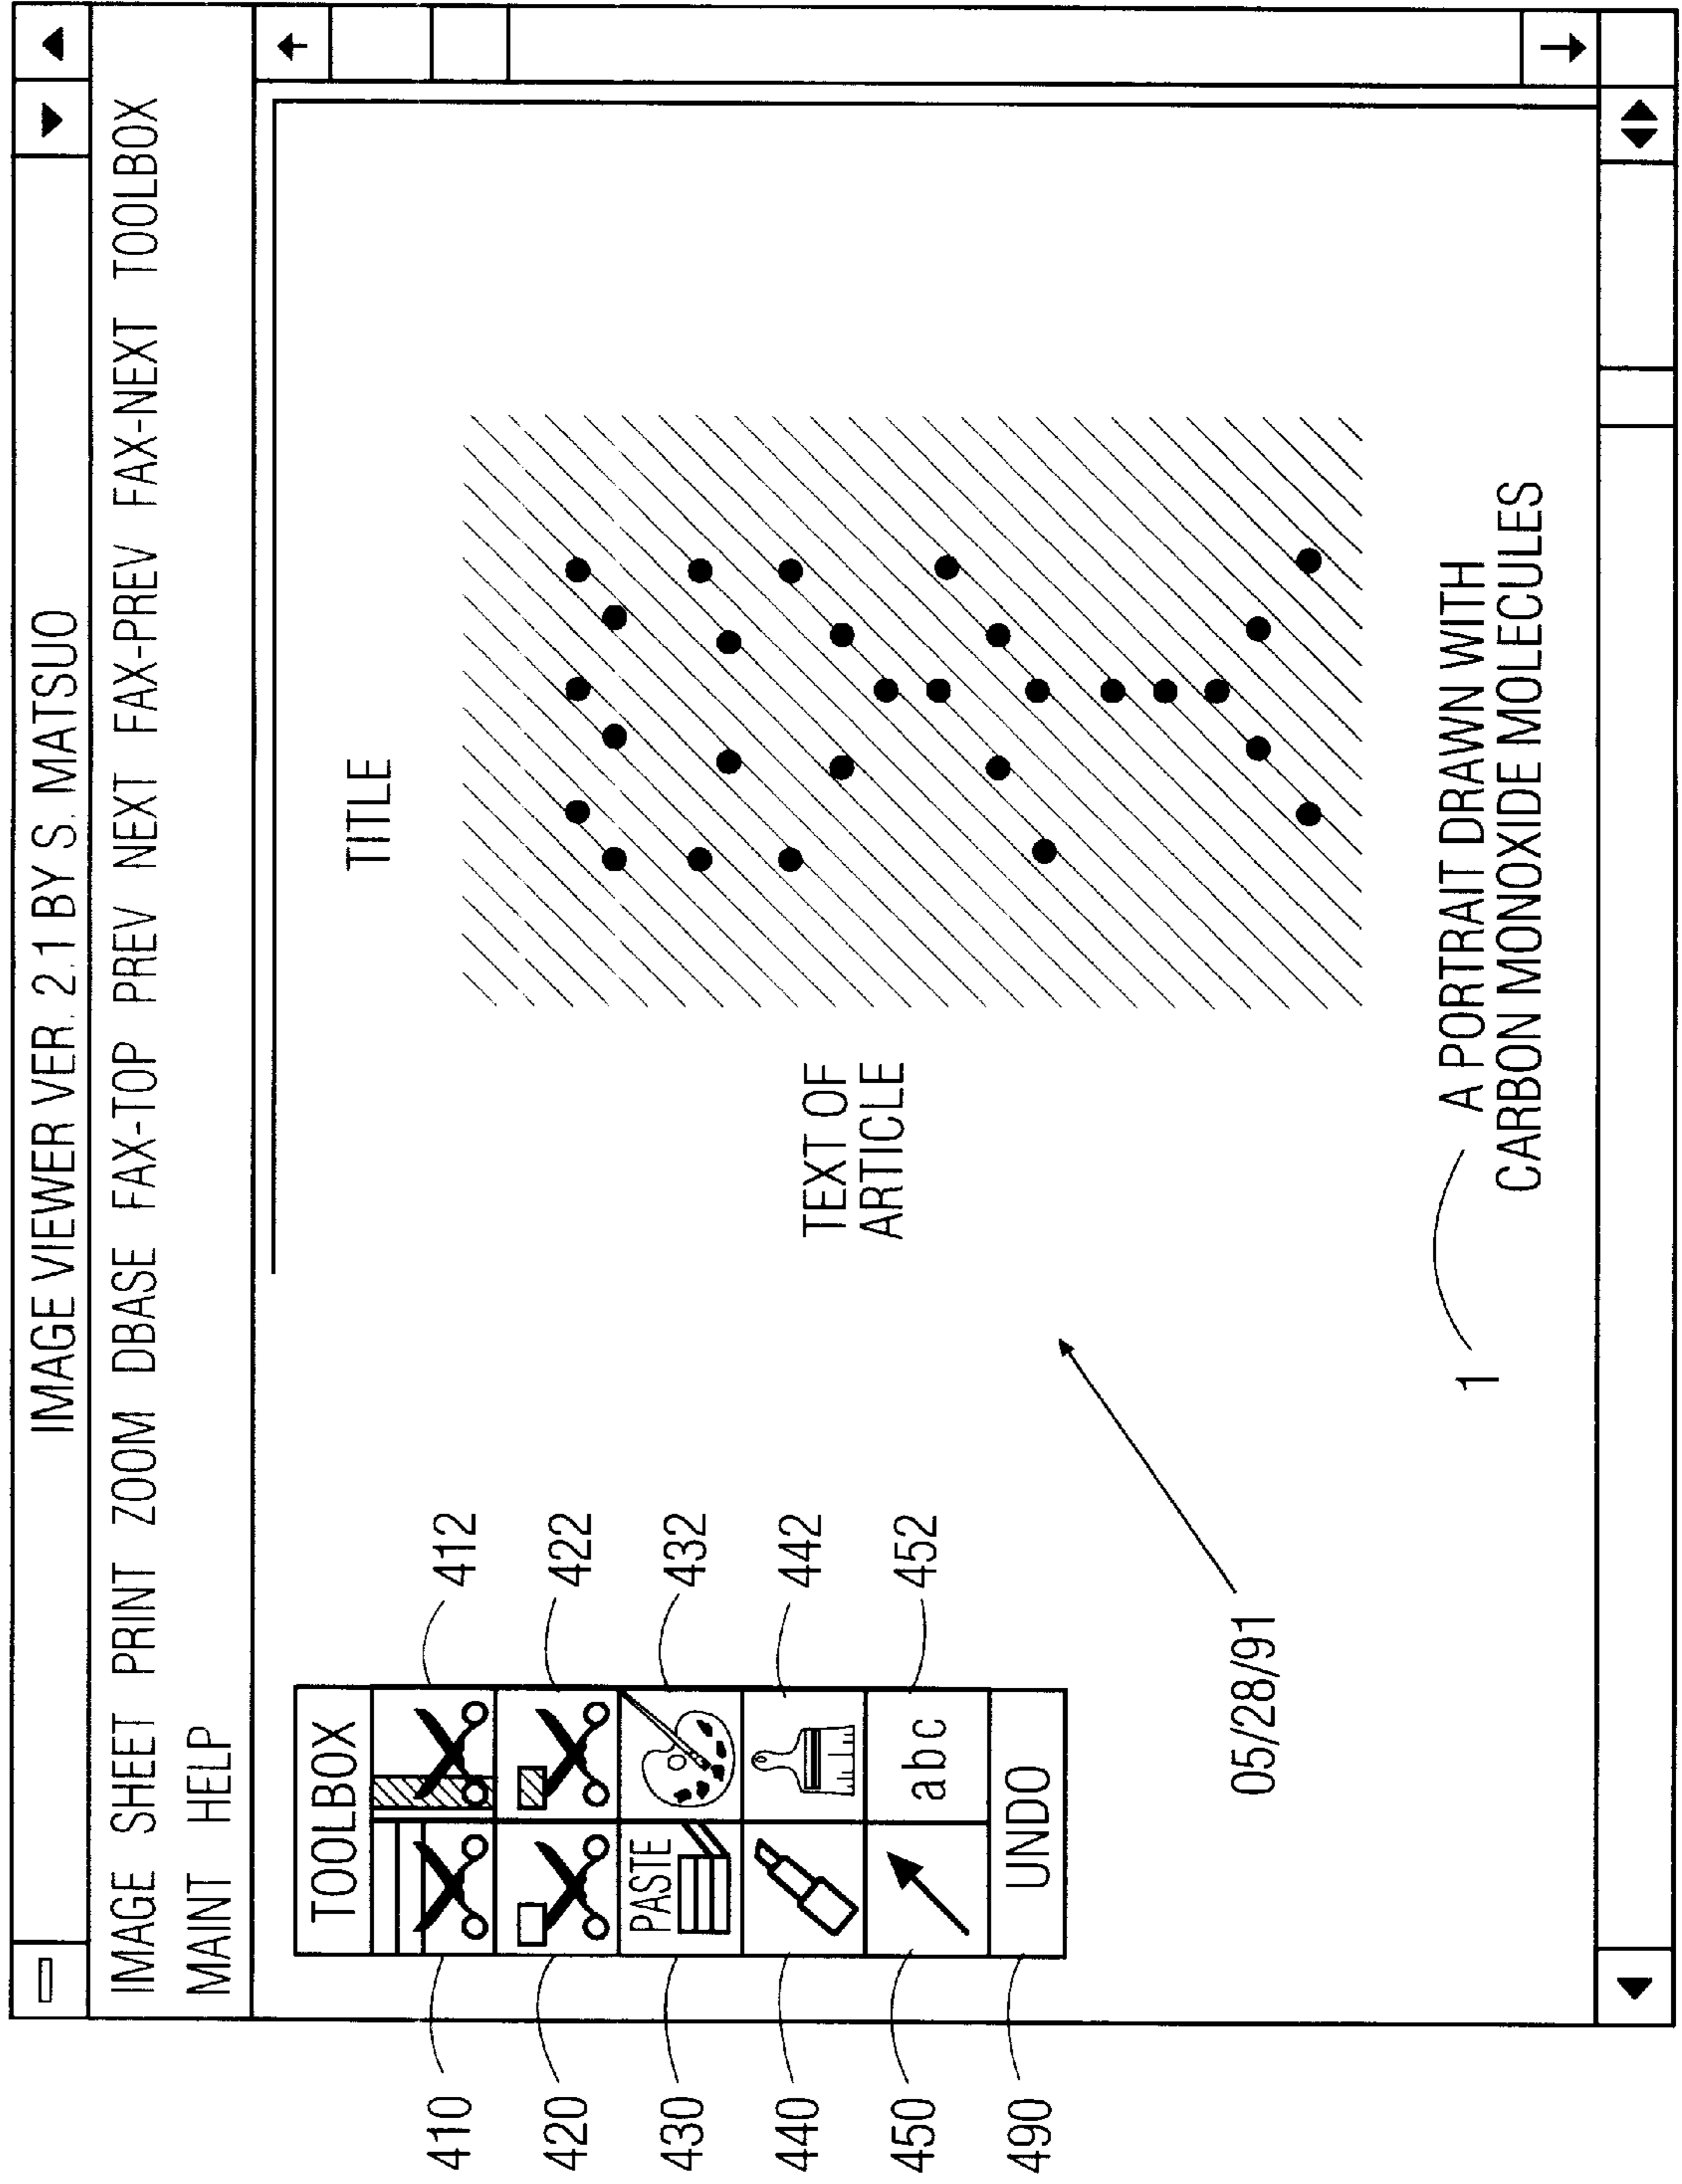 IMAGE VIEWER VER. 2.1 BY S. MATSUO
IMAGE SHEET PRINT ZOOM DBASE FAX-TOP PREV NEXT FAX-PREV FAX-NEXT TOOLBOX
MAINT HELP
TOOLBOX
410
412
420
422
430
PASTE
432
440
442
450
abc
452
490
UNDO
TITLE
TEXT OF
ARTICLE
05/28/91
1
A PORTRAIT DRAWN WITH
CARBON MONOXIDE MOLECULES